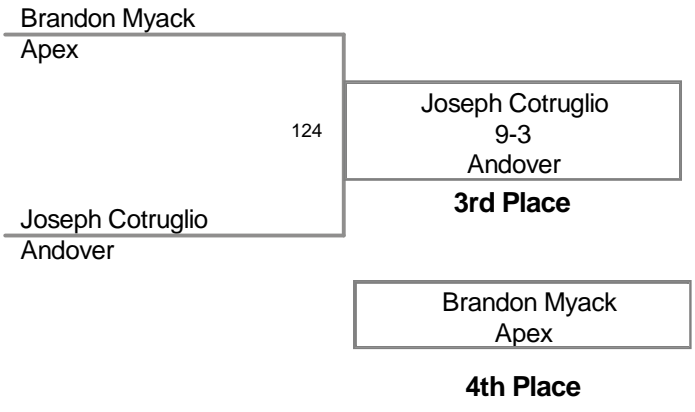 Brandon Myack
Apex
124
Joseph Cotruglio
9-3
Andover
3rd Place
Joseph Cotruglio
Andover
Brandon Myack
Apex
4th Place